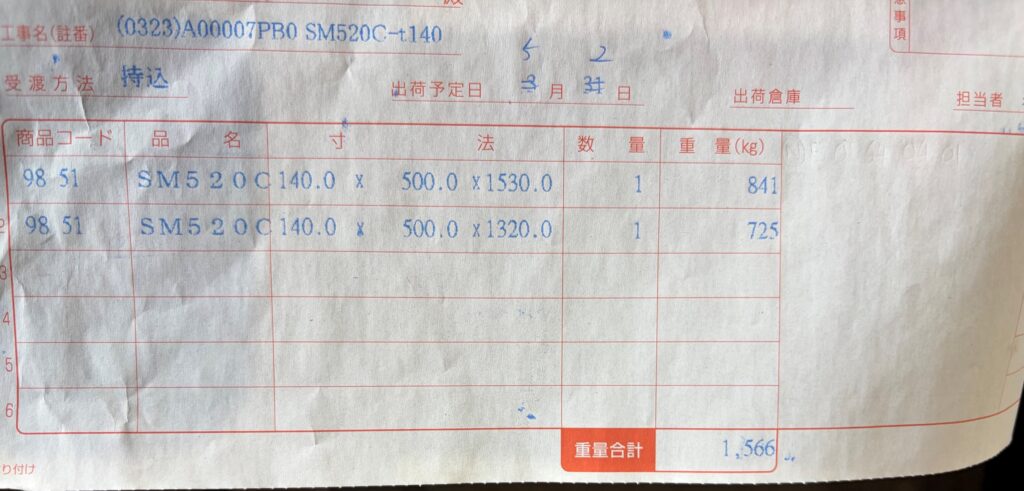 殿
意事項
工事名(註番) (0323)A00007PB0 SM520C-t140
5 2
受渡方法 持込 出荷予定日 3月31日 出荷倉庫 担当者
商品コード 品名 寸法 数量 重量(kg)
98 51 SM520C 140.0 x 500.0 x1530.0 1 841
2 98 51 SM520C 140.0 x 500.0 x1320.0 1 725
3
4
5
6
重量合計 1,566
り付け